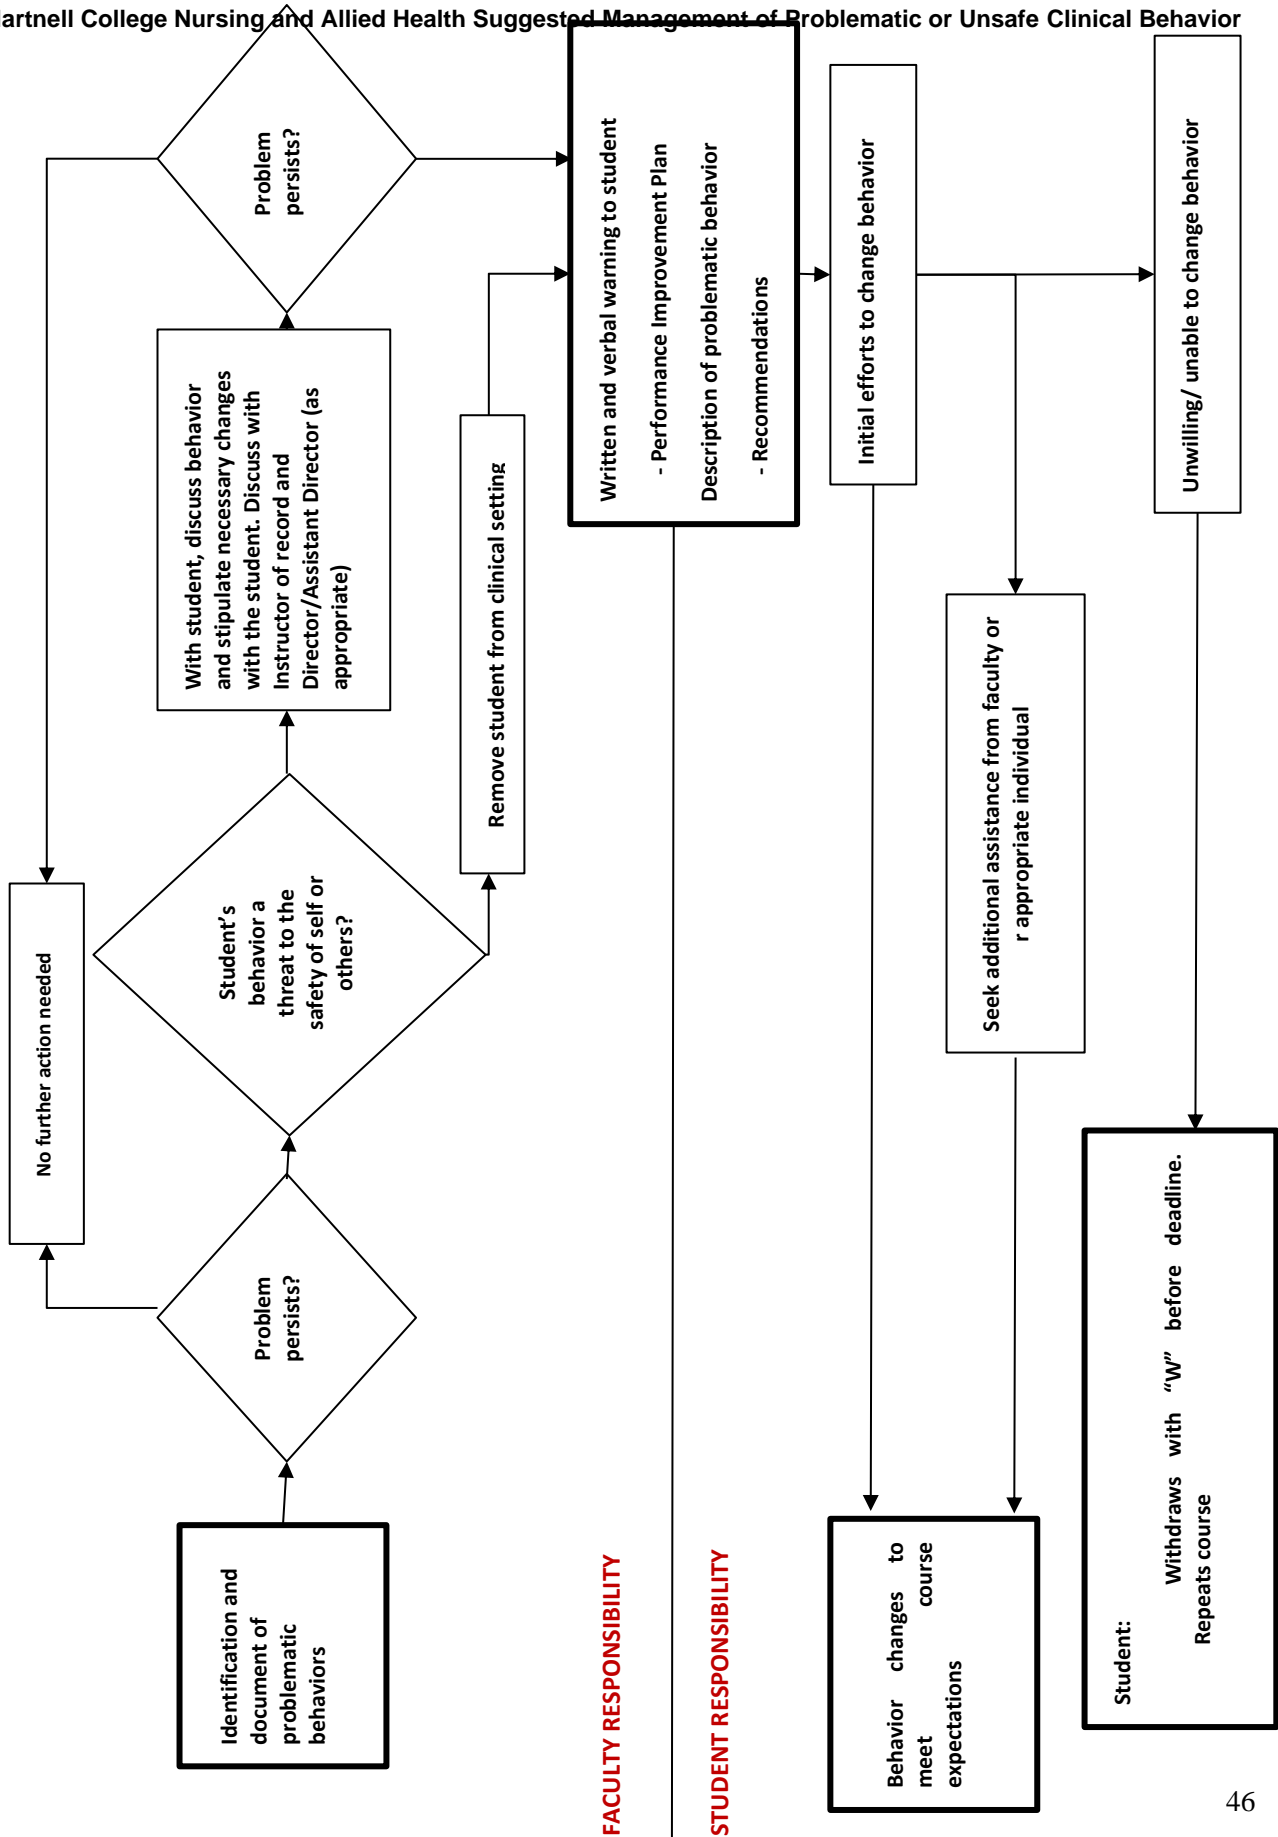 artnell College Nursing and Allied Health Suggested Management of Problematic or Unsafe Clinical Behavior
Identification and
document of
problematic
behaviors
Problem
persists?
No further action needed
Student’s
behavior a
threat to the
safety of self or
others?
With student, discuss behavior
and stipulate necessary changes
with the student. Discuss with
Instructor of record and
Director/Assistant Director (as
appropriate)
Problem
persists?
Remove student from clinical setting
FACULTY RESPONSIBILITY
Written and verbal warning to student
- Performance Improvement Plan
Description of problematic behavior
- Recommendations
STUDENT RESPONSIBILITY
Initial efforts to change behavior
Behavior changes to
meet course
expectations
Seek additional assistance from faculty or
r appropriate individual
Unwilling/ unable to change behavior
Student:
Withdraws with “W” before deadline.
Repeats course
46